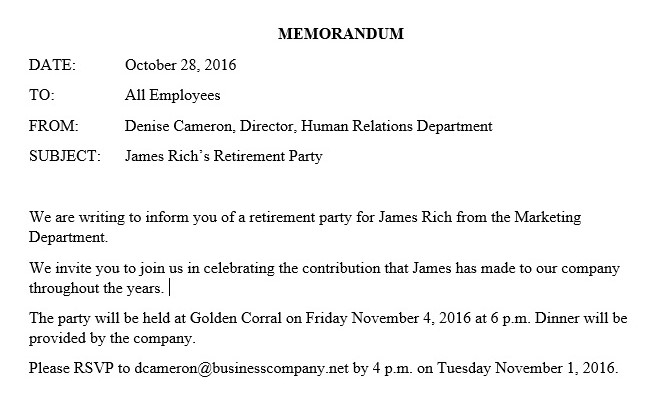 MEMORANDUM
DATE: October 28, 2016
TO: All Employees
FROM: Denise Cameron, Director, Human Relations Department
SUBJECT: James Rich’s Retirement Party
We are writing to inform you of a retirement party for James Rich from the Marketing
Department.
We invite you to join us in celebrating the contribution that James has made to our company
throughout the years.
The party will be held at Golden Corral on Friday November 4, 2016 at 6 p.m. Dinner will be
provided by the company.
Please RSVP to dcameron@businesscompany.net by 4 p.m. on Tuesday November 1, 2016.